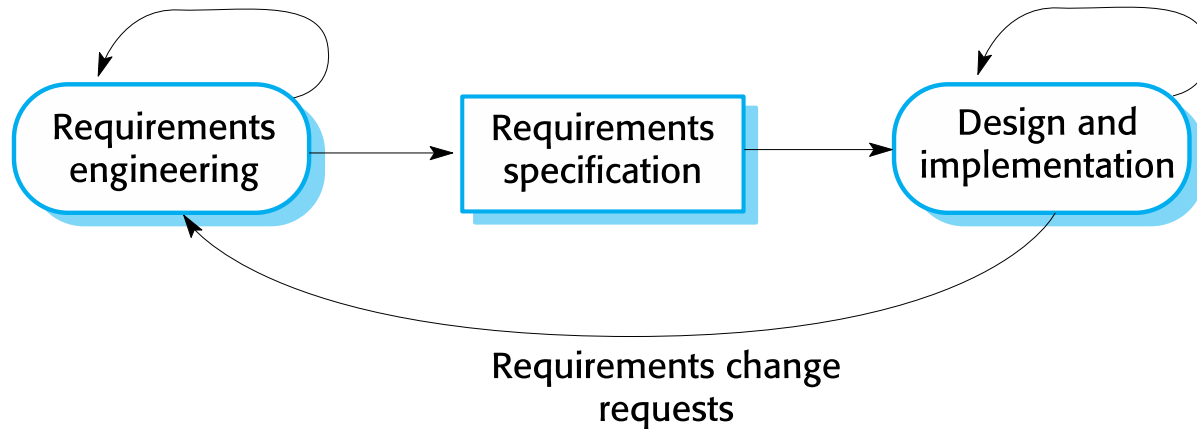 Requirements
engineering
Requirements
specification
Design and
implementation
Requirements change
requests